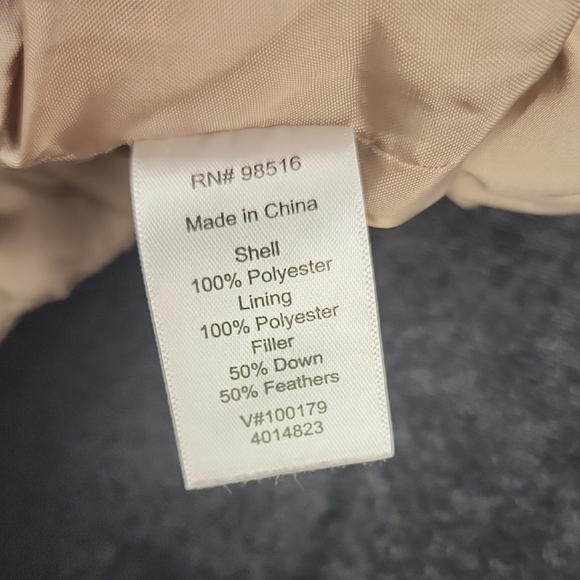 RN# 98516
Made in China
Shell
100% Polyester
Lining
100% Polyester
Filler
50% Down
50% Feathers
V#100179
4014823